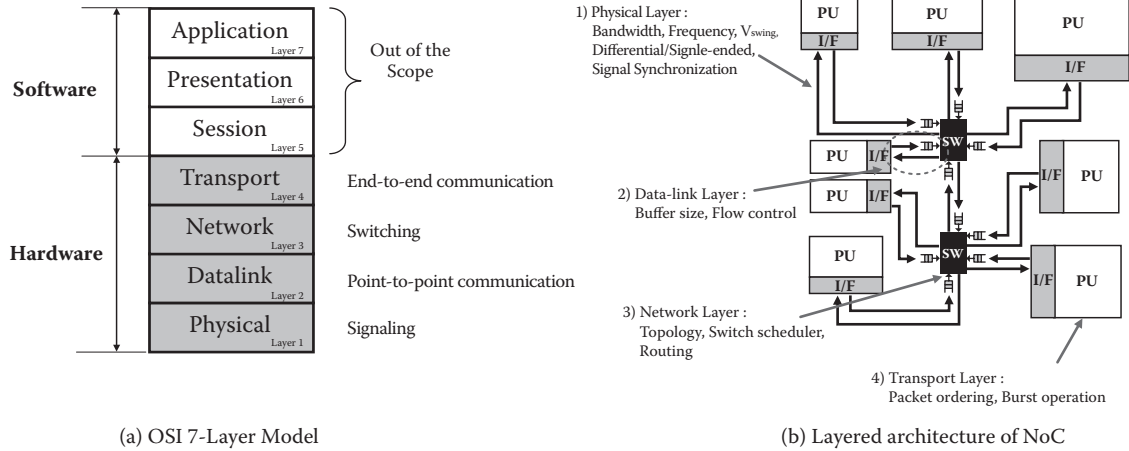 Application
Layer 7
Presentation
Layer 6
Session
Layer 5
Transport
Layer 4
Network
Layer 3
Datalink
Layer 2
Physical
Layer 1
Software
Hardware
Out of the
Scope
End-to-end communication
Switching
Point-to-point communication
Signaling
(a) OSI 7-Layer Model
1) Physical Layer :
Bandwidth, Frequency, Vswing,
Differential/Signle-ended,
Signal Synchronization
PU
I/F
PU
I/F
PU
I/F
SW
PU
I/F
2) Data-link Layer :
Buffer size, Flow control
PU
I/F
I/F
PU
SW
PU
I/F
I/F
PU
3) Network Layer :
Topology, Switch scheduler,
Routing
4) Transport Layer :
Packet ordering, Burst operation
(b) Layered architecture of NoC